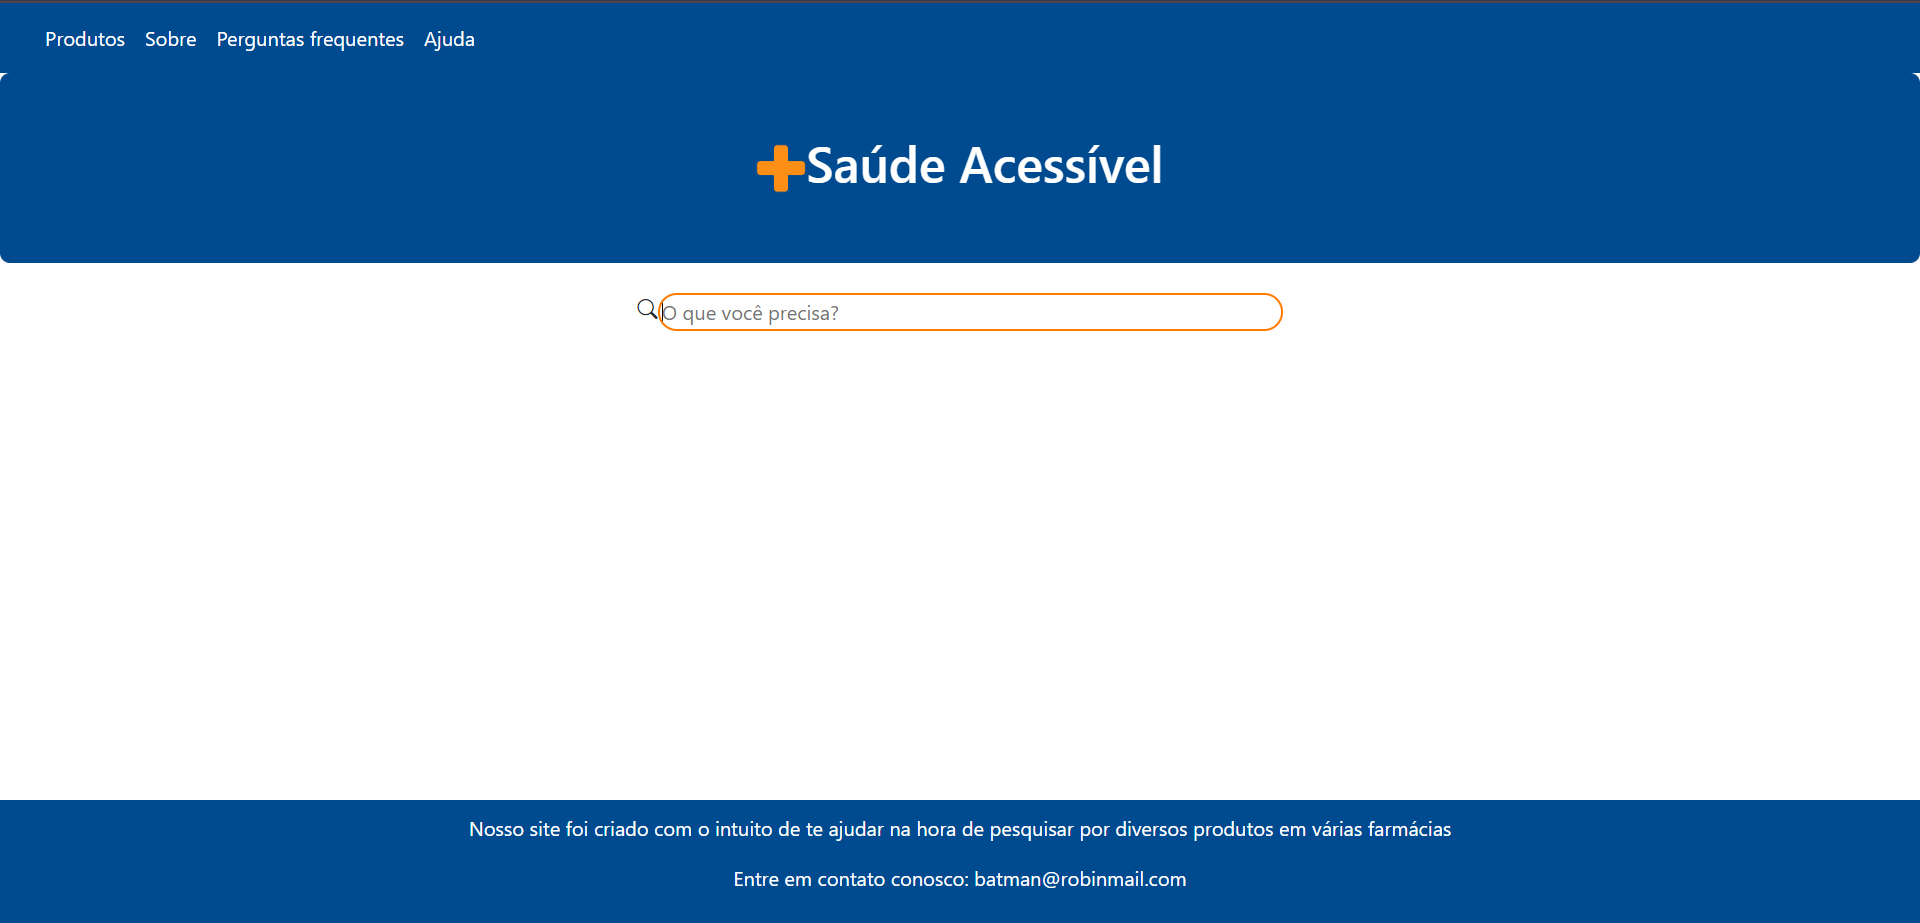 Produtos Sobre Perguntas frequentes Ajuda
Saúde Acessível
O que você precisa?
Nosso site foi criado com o intuito de te ajudar na hora de pesquisar por diversos produtos em várias farmácias
Entre em contato conosco: batman@robinmail.com